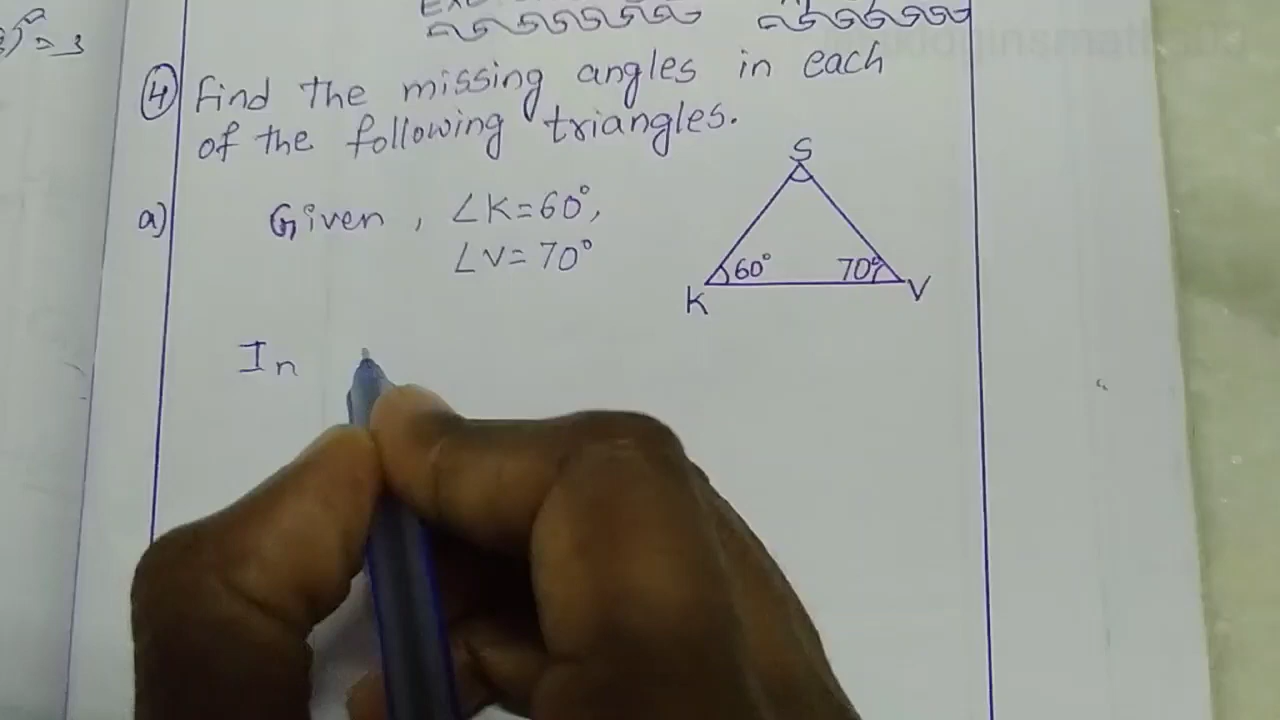 ④ Find the missing angles in each
of the following triangles.
a) Given, ∠K=60°,
∠V=70°
S
60° 70°
K V
In